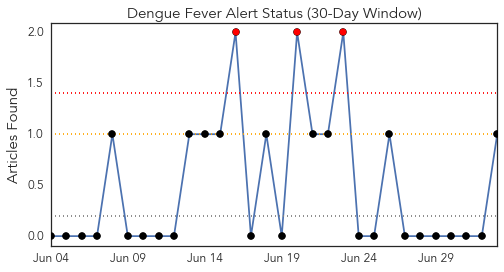 Dengue Fever Alert Status (30-Day Window)
Articles Found
2.0
1.5
1.0
0.5
0.0
Jun 04 Jun 09 Jun 14 Jun 19 Jun 24 Jun 29